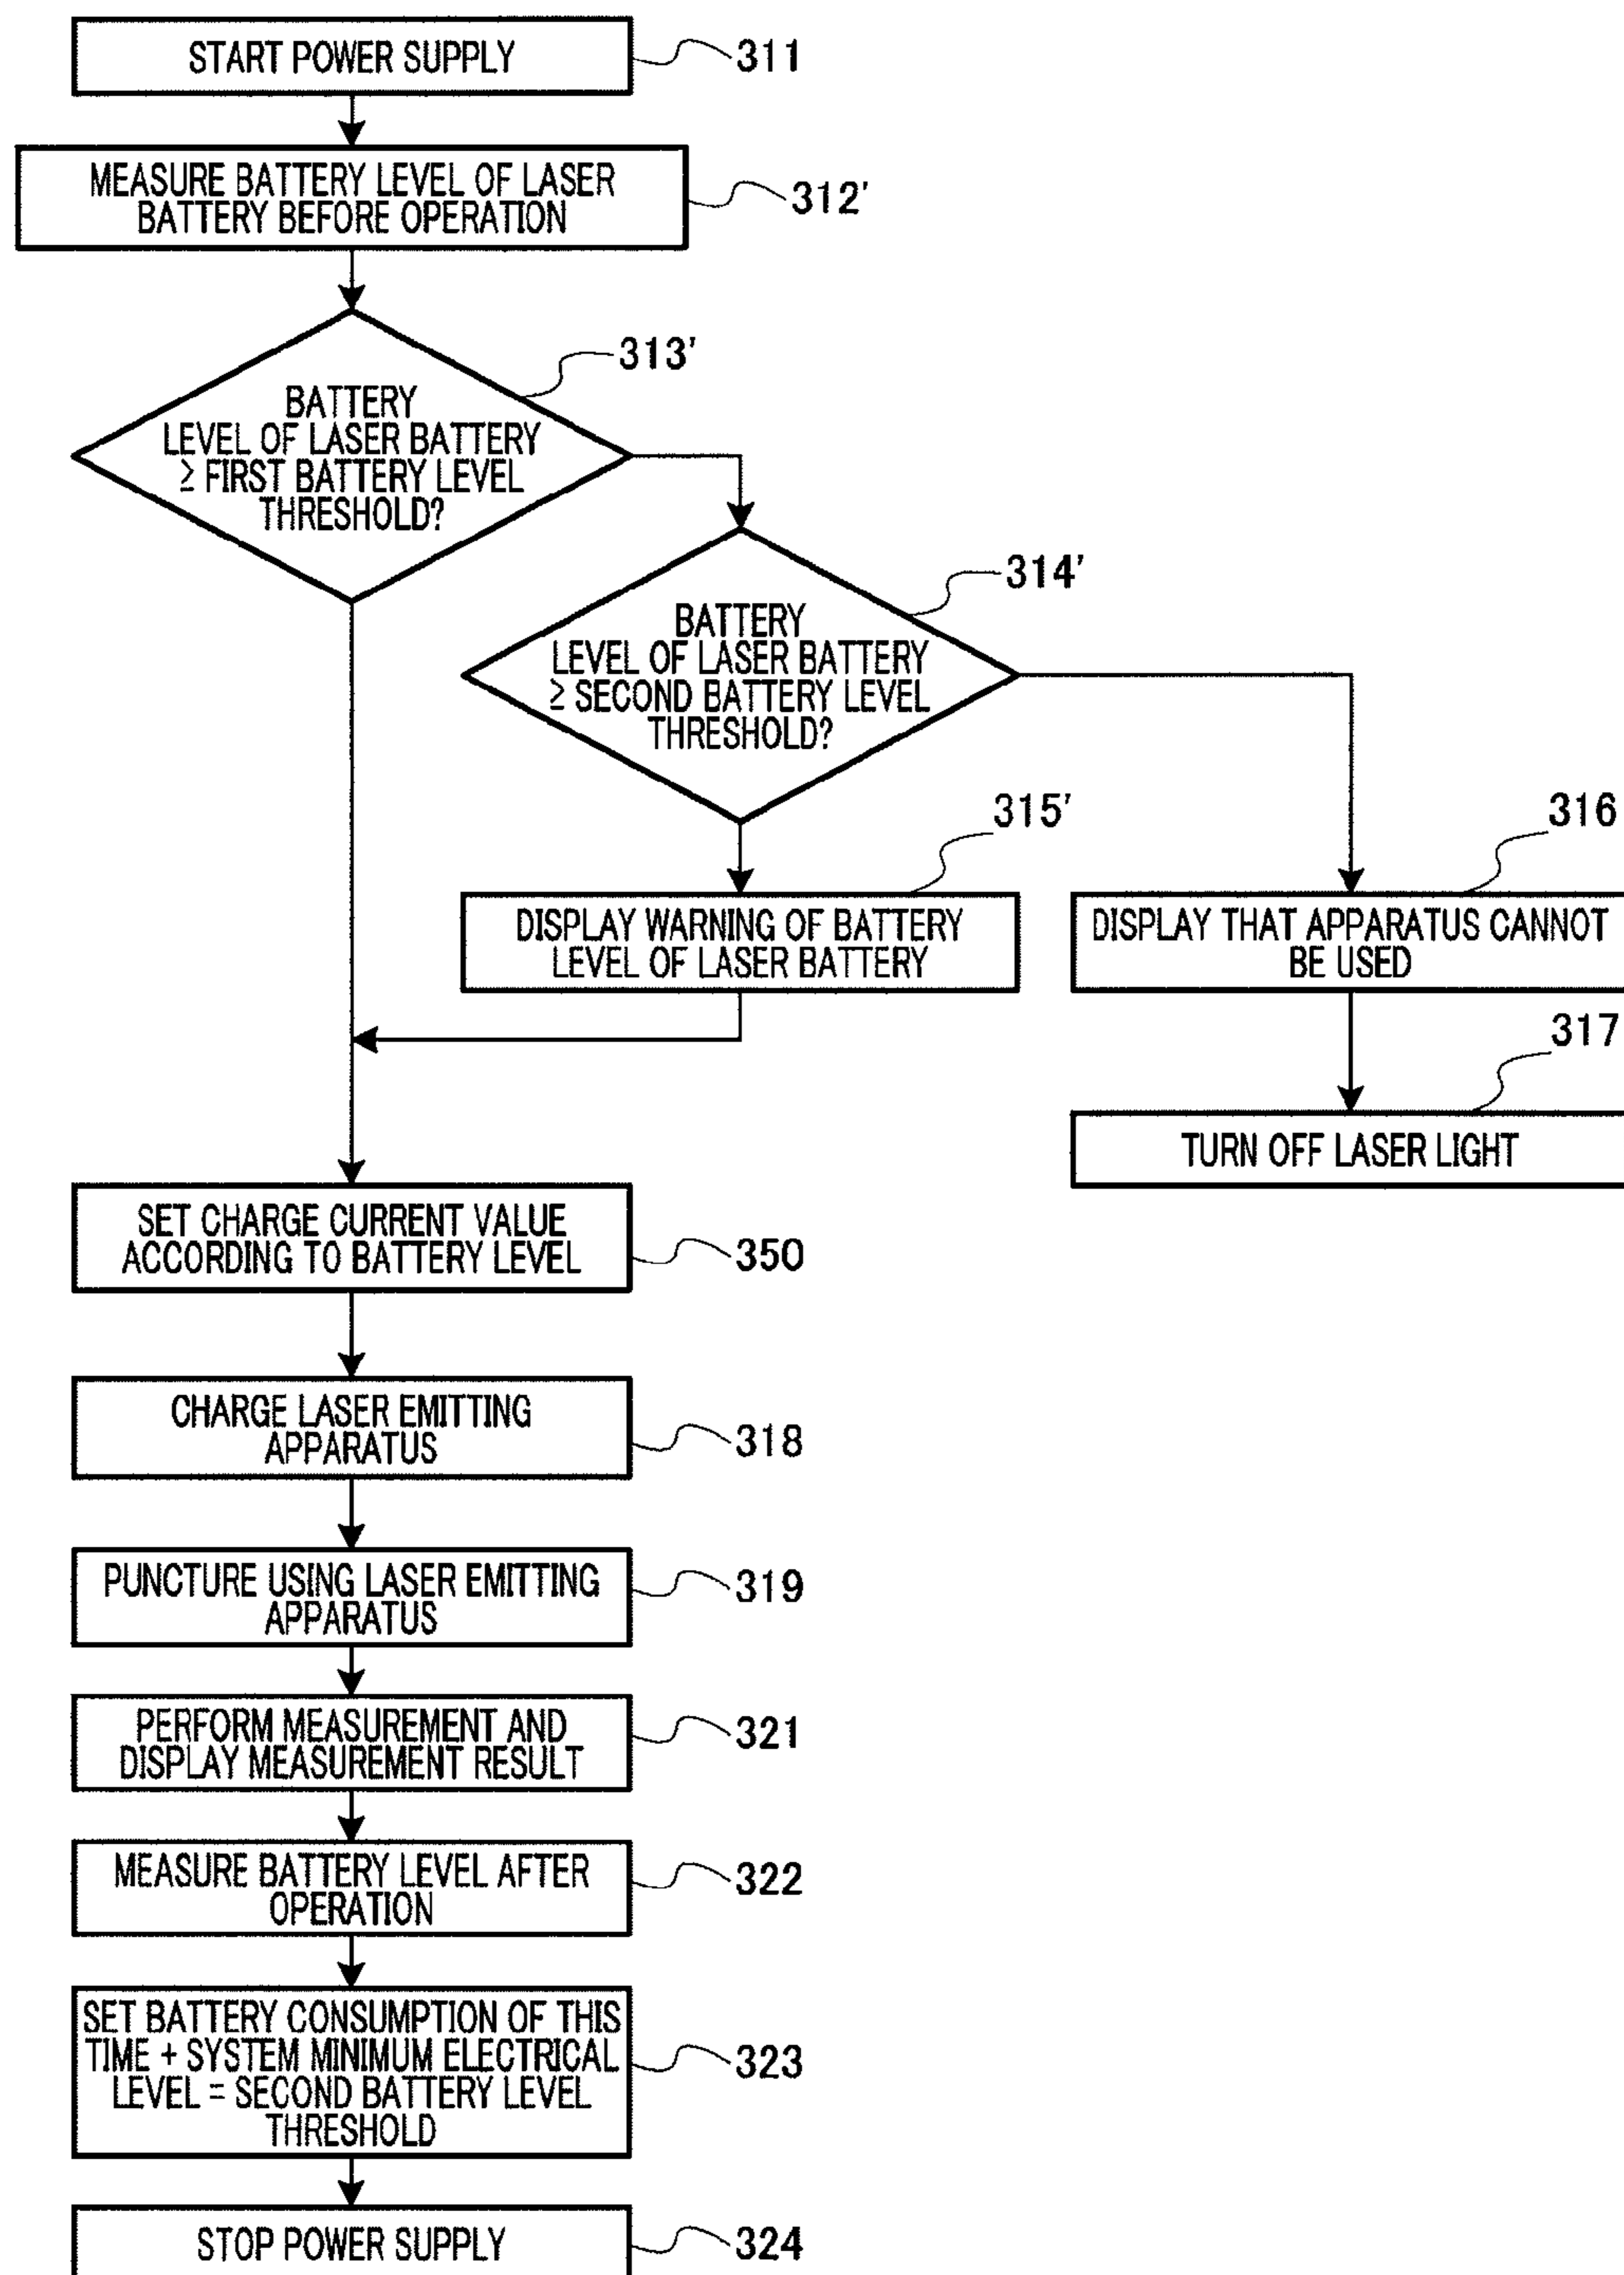 START POWER SUPPLY
311
MEASURE BATTERY LEVEL OF LASER
BATTERY BEFORE OPERATION
312'
313'
BATTERY
LEVEL OF LASER BATTERY
≥ FIRST BATTERY LEVEL
THRESHOLD?
314'
BATTERY
LEVEL OF LASER BATTERY
≥ SECOND BATTERY LEVEL
THRESHOLD?
315'
DISPLAY WARNING OF BATTERY
LEVEL OF LASER BATTERY
316
DISPLAY THAT APPARATUS CANNOT
BE USED
317
TURN OFF LASER LIGHT
SET CHARGE CURRENT VALUE
ACCORDING TO BATTERY LEVEL
350
CHARGE LASER EMITTING
APPARATUS
318
PUNCTURE USING LASER EMITTING
APPARATUS
319
PERFORM MEASUREMENT AND
DISPLAY MEASUREMENT RESULT
321
MEASURE BATTERY LEVEL AFTER
OPERATION
322
SET BATTERY CONSUMPTION OF THIS
TIME + SYSTEM MINIMUM ELECTRICAL
LEVEL = SECOND BATTERY LEVEL
THRESHOLD
323
STOP POWER SUPPLY
324